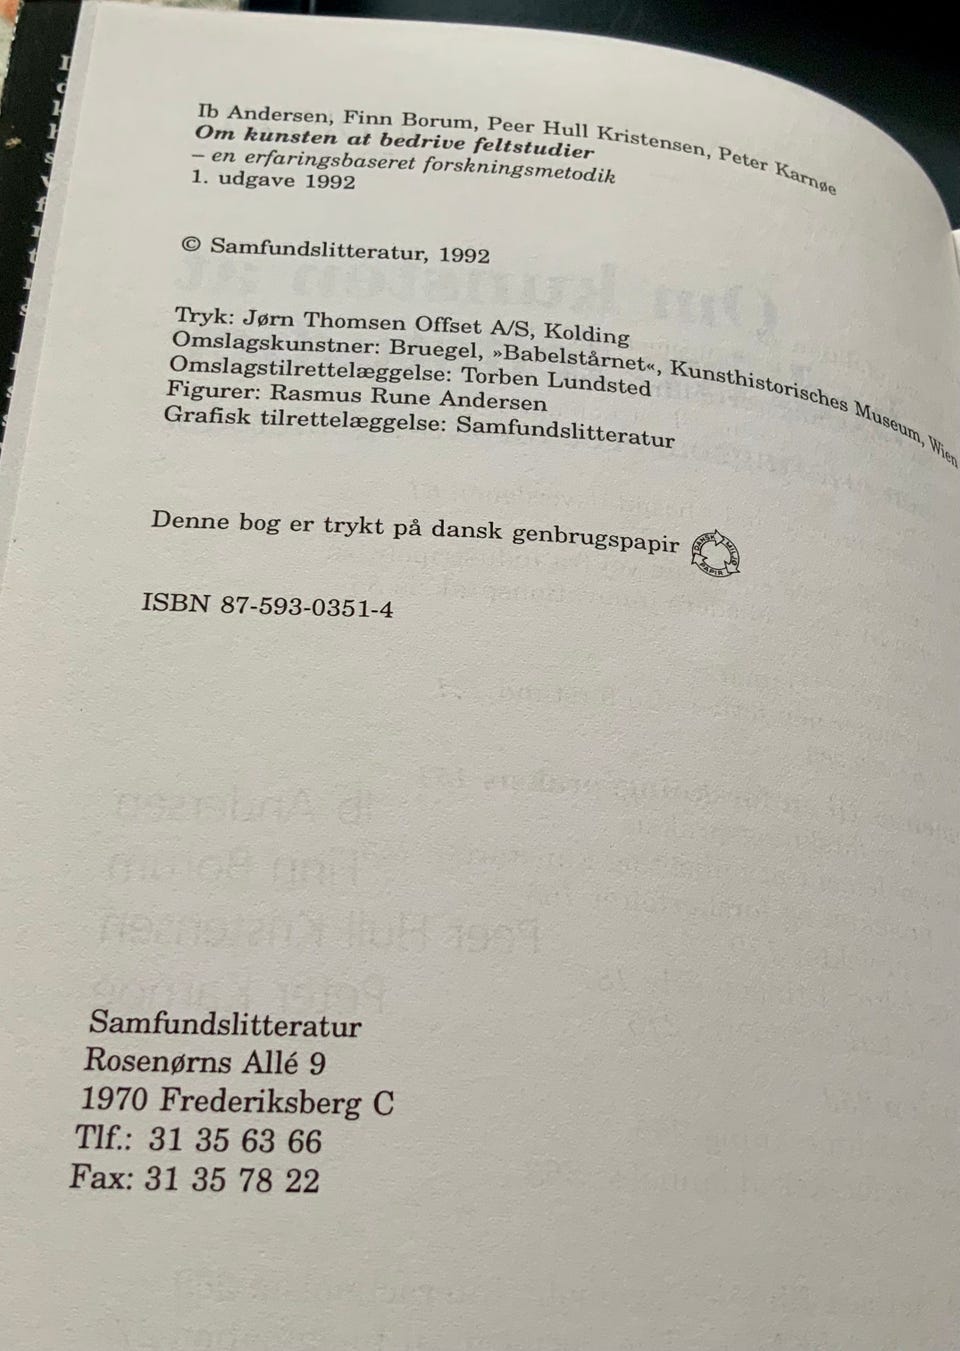 Ib Andersen, Finn Borum, Peer Hull Kristensen, Peter Karnøe
Om kunsten at bedrive feltstudier
– en erfaringsbaseret forskningsmetodik
1. udgave 1992
© Samfundslitteratur, 1992
Tryk: Jørn Thomsen Offset A/S, Kolding
Omslagskunstner: Bruegel, »Babelstårnet«, Kunsthistorisches Museum, Wien
Omslagstilrettelæggelse: Torben Lundsted
Figurer: Rasmus Rune Andersen
Grafisk tilrettelæggelse: Samfundslitteratur
Denne bog er trykt på dansk genbrugspapir
DANSK MILJØ PAPIR
ISBN 87-593-0351-4
Samfundslitteratur
Rosenørns Allé 9
1970 Frederiksberg C
Tlf.: 31 35 63 66
Fax: 31 35 78 22